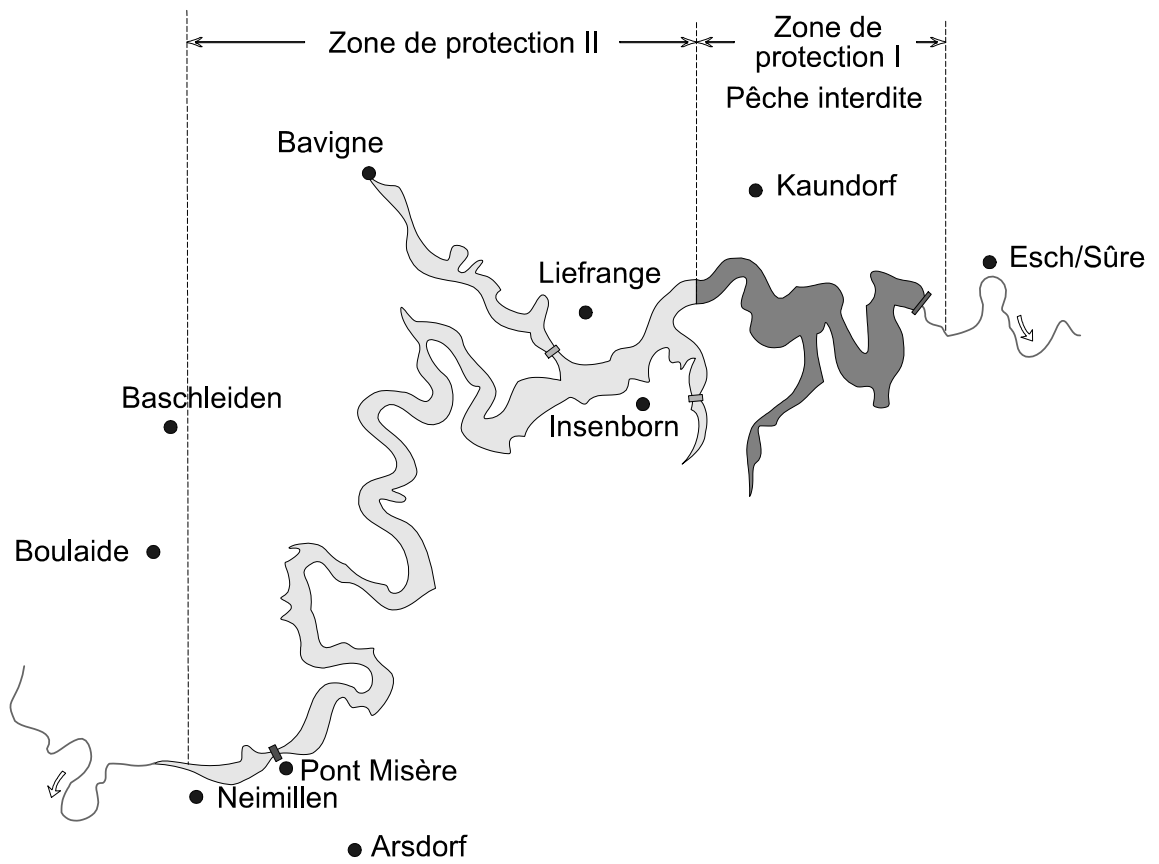 Zone de protection II
Zone de
protection I
Pêche interdite
Bavigne
Kaundorf
Esch/Sûre
Liefrange
Baschleiden
Insenborn
Boulaide
Pont Misère
Neimillen
Arsdorf